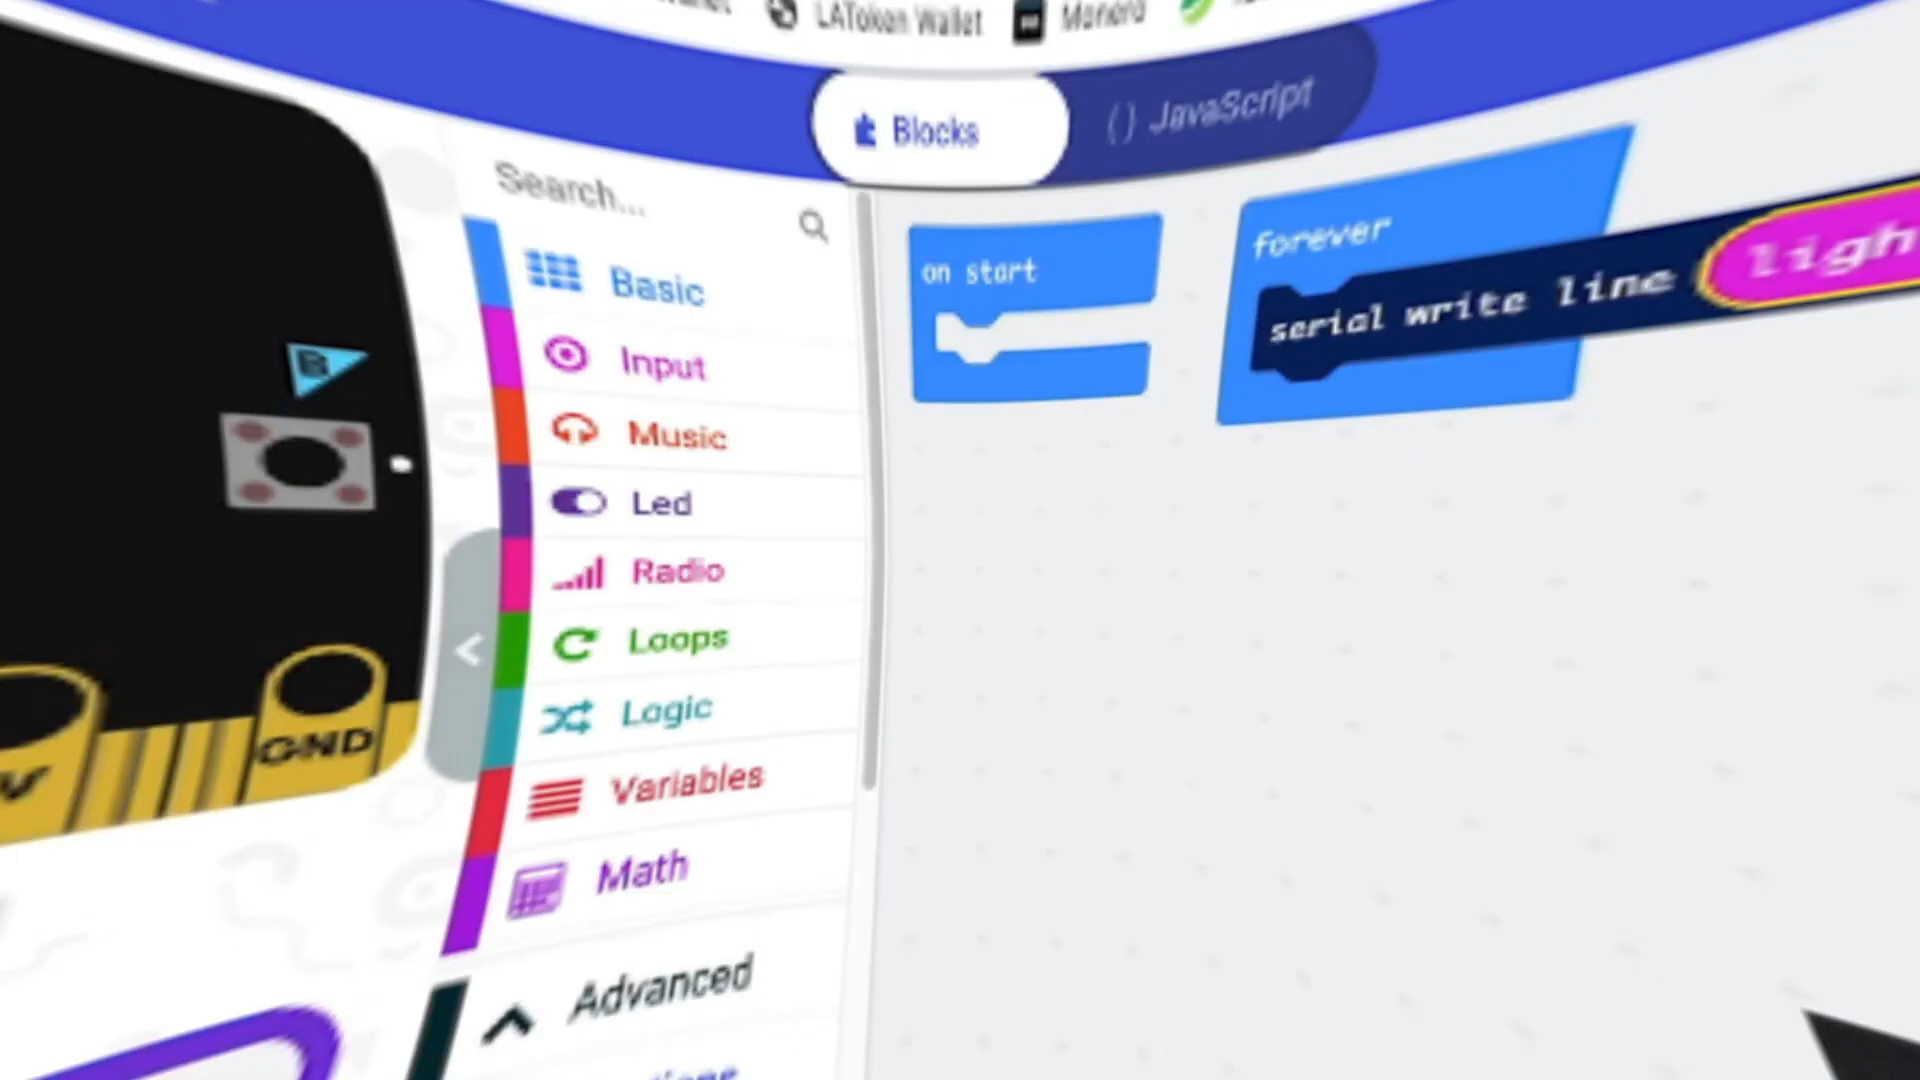 LAToken Wallet
Monero
Blocks
{} JavaScript
Search...
Basic
Input
Music
Led
Radio
Loops
Logic
Variables
Math
Advanced
on start
forever
serial write line
B
GND
V